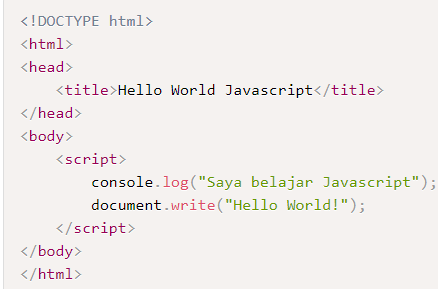 <!DOCTYPE html>
<html>
<head>
    <title>Hello World Javascript</title>
</head>
<body>
    <script>
        console.log("Saya belajar Javascript");
        document.write("Hello World!");
    </script>
</body>
</html>